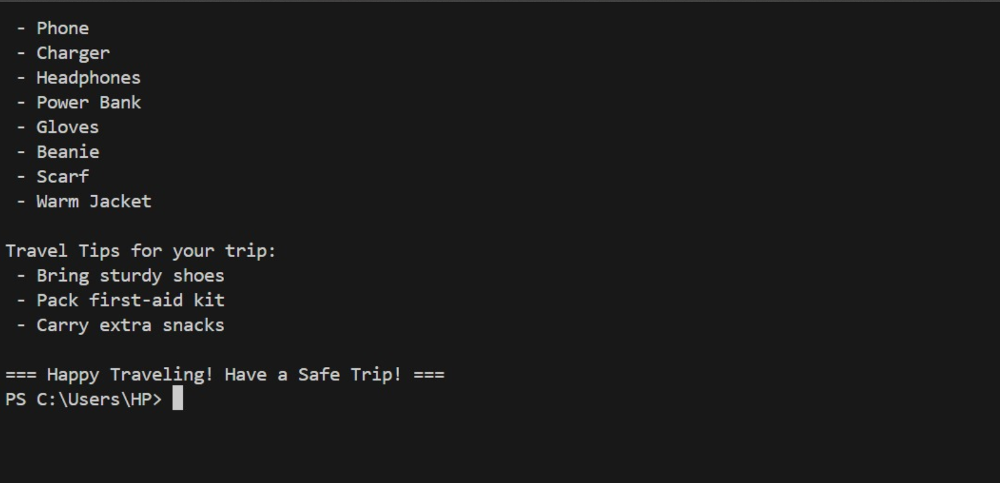 - Phone
- Charger
- Headphones
- Power Bank
- Gloves
- Beanie
- Scarf
- Warm Jacket
Travel Tips for your trip:
- Bring sturdy shoes
- Pack first-aid kit
- Carry extra snacks
=== Happy Traveling! Have a Safe Trip! ===
PS C:\Users\HP>